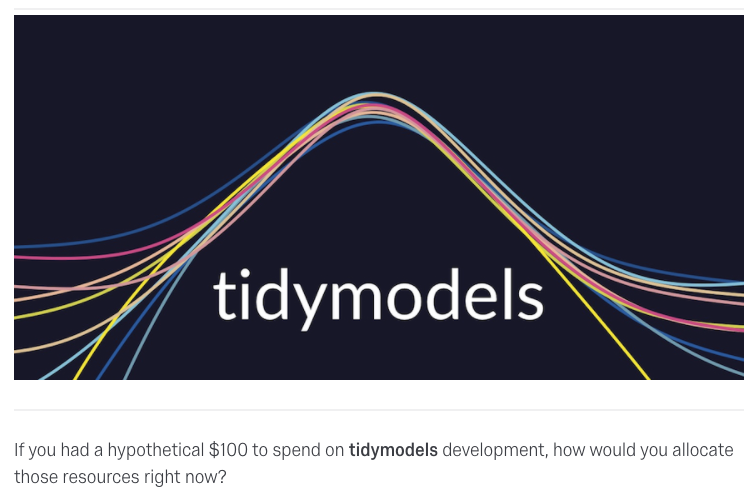 tidymodels
If you had a hypothetical $100 to spend on tidymodels development, how would you allocate
those resources right now?